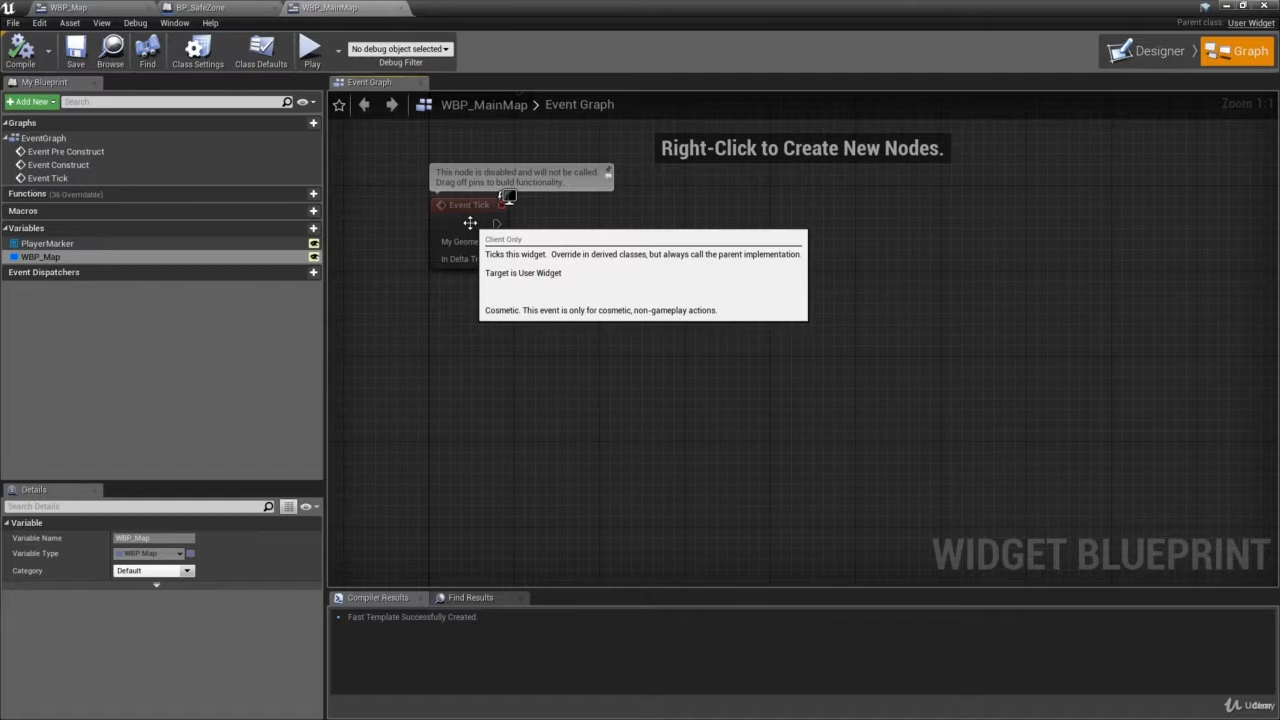 WBP_Map
BP_SafeZone
WBP_MainMap
File
Edit
Asset
View
Debug
Window
Help
Parent class: User Widget
Compile
Save
Browse
Find
Class Settings
Class Defaults
Play
No debug object selected
Debug Filter
Designer
Graph
My Blueprint
Add New
Search
Graphs
EventGraph
Event Pre Construct
Event Construct
Event Tick
Functions (36 Overridable)
Macros
Variables
PlayerMarker
WBP_Map
Event Dispatchers
Details
Search Details
Variable
Variable Name
WBP_Map
Variable Type
WBP Map
Category
Default
Event Graph
WBP_MainMap > Event Graph
Zoom 1:1
Right-Click to Create New Nodes.
This node is disabled and will not be called.
Drag off pins to build functionality.
Event Tick
My Geome
In Delta Ti
Client Only
Ticks this widget. Override in derived classes, but always call the parent implementation.
Target is User Widget
Cosmetic. This event is only for cosmetic, non-gameplay actions.
WIDGET BLUEPRINT
Compiler Results
Find Results
Fast Template Successfully Created.